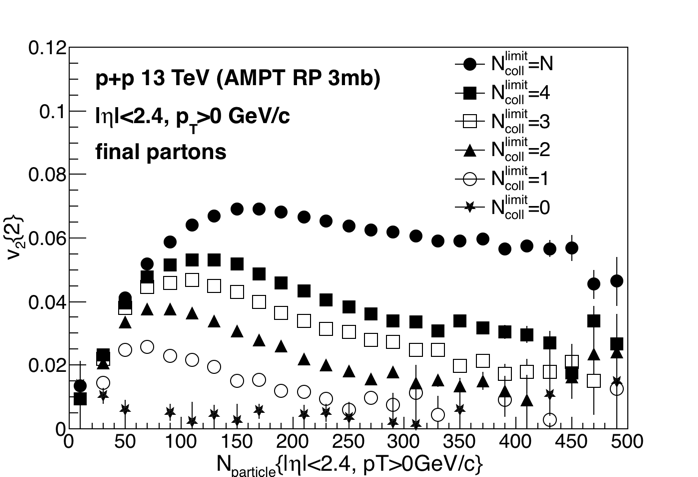 0.12
0.1
0.08
0.06
0.04
0.02
0
v₂{2}
p+p 13 TeV (AMPT RP 3mb)
|η|<2.4, p_T>0 GeV/c
final partons
N_coll^limit=N
N_coll^limit=4
N_coll^limit=3
N_coll^limit=2
N_coll^limit=1
N_coll^limit=0
0 50 100 150 200 250 300 350 400 450 500
N_particle{|η|<2.4, pT>0GeV/c}